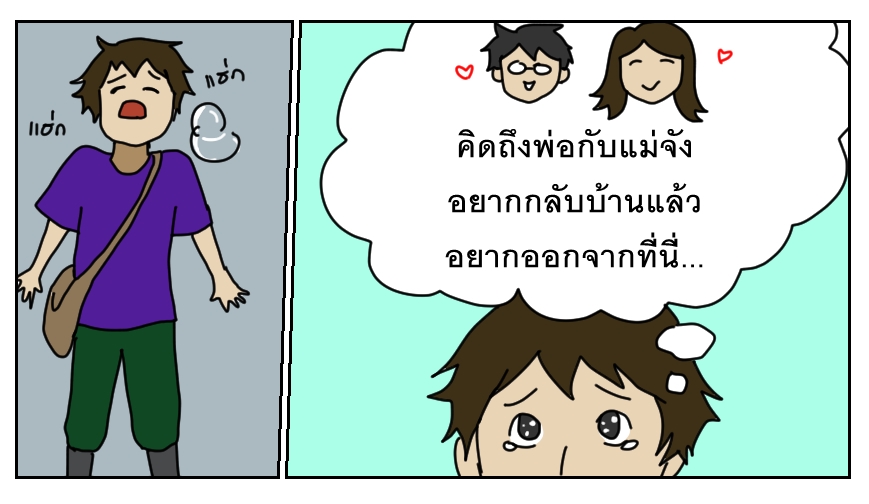 แฮ่ก
แฮ่ก
คิดถึงพ่อกับแม่จัง
อยากกลับบ้านแล้ว
อยากออกจากที่นี่...